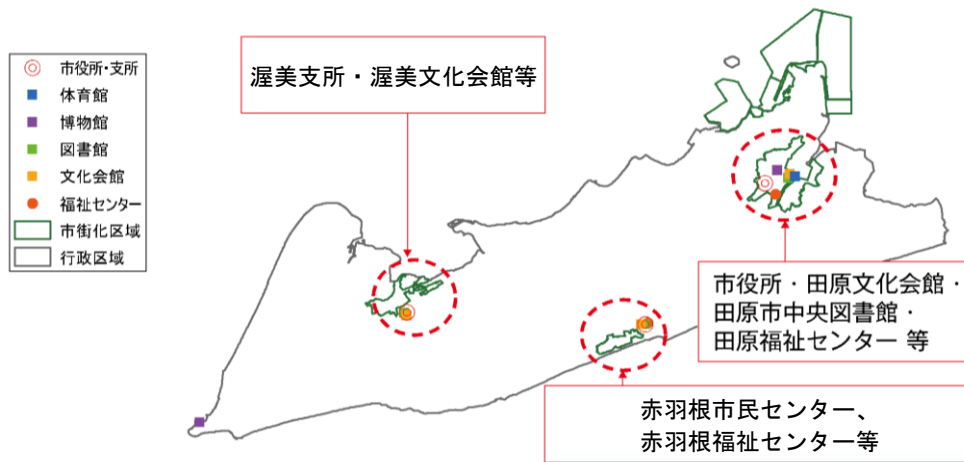 市役所・支所
体育館
博物館
図書館
文化会館
福祉センター
市街化区域
行政区域
渥美支所・渥美文化会館等
市役所・田原文化会館・
田原市中央図書館・
田原福祉センター 等
赤羽根市民センター、
赤羽根福祉センター等